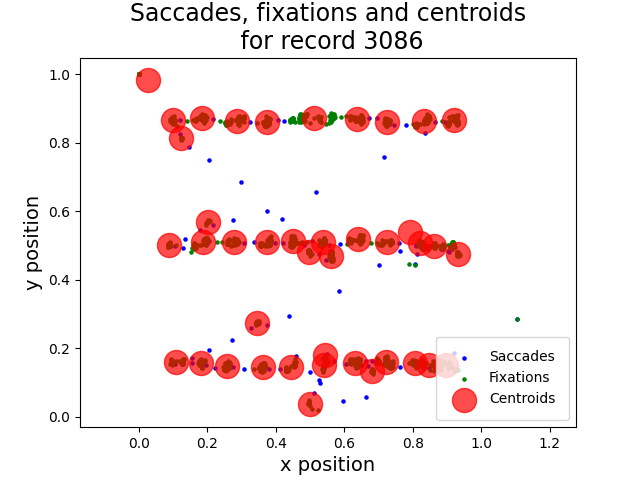 Saccades, fixations and centroids
for record 3086
y position
1.0
0.8
0.6
0.4
0.2
0.0
0.0 0.2 0.4 0.6 0.8 1.0 1.2
x position
Saccades
Fixations
Centroids